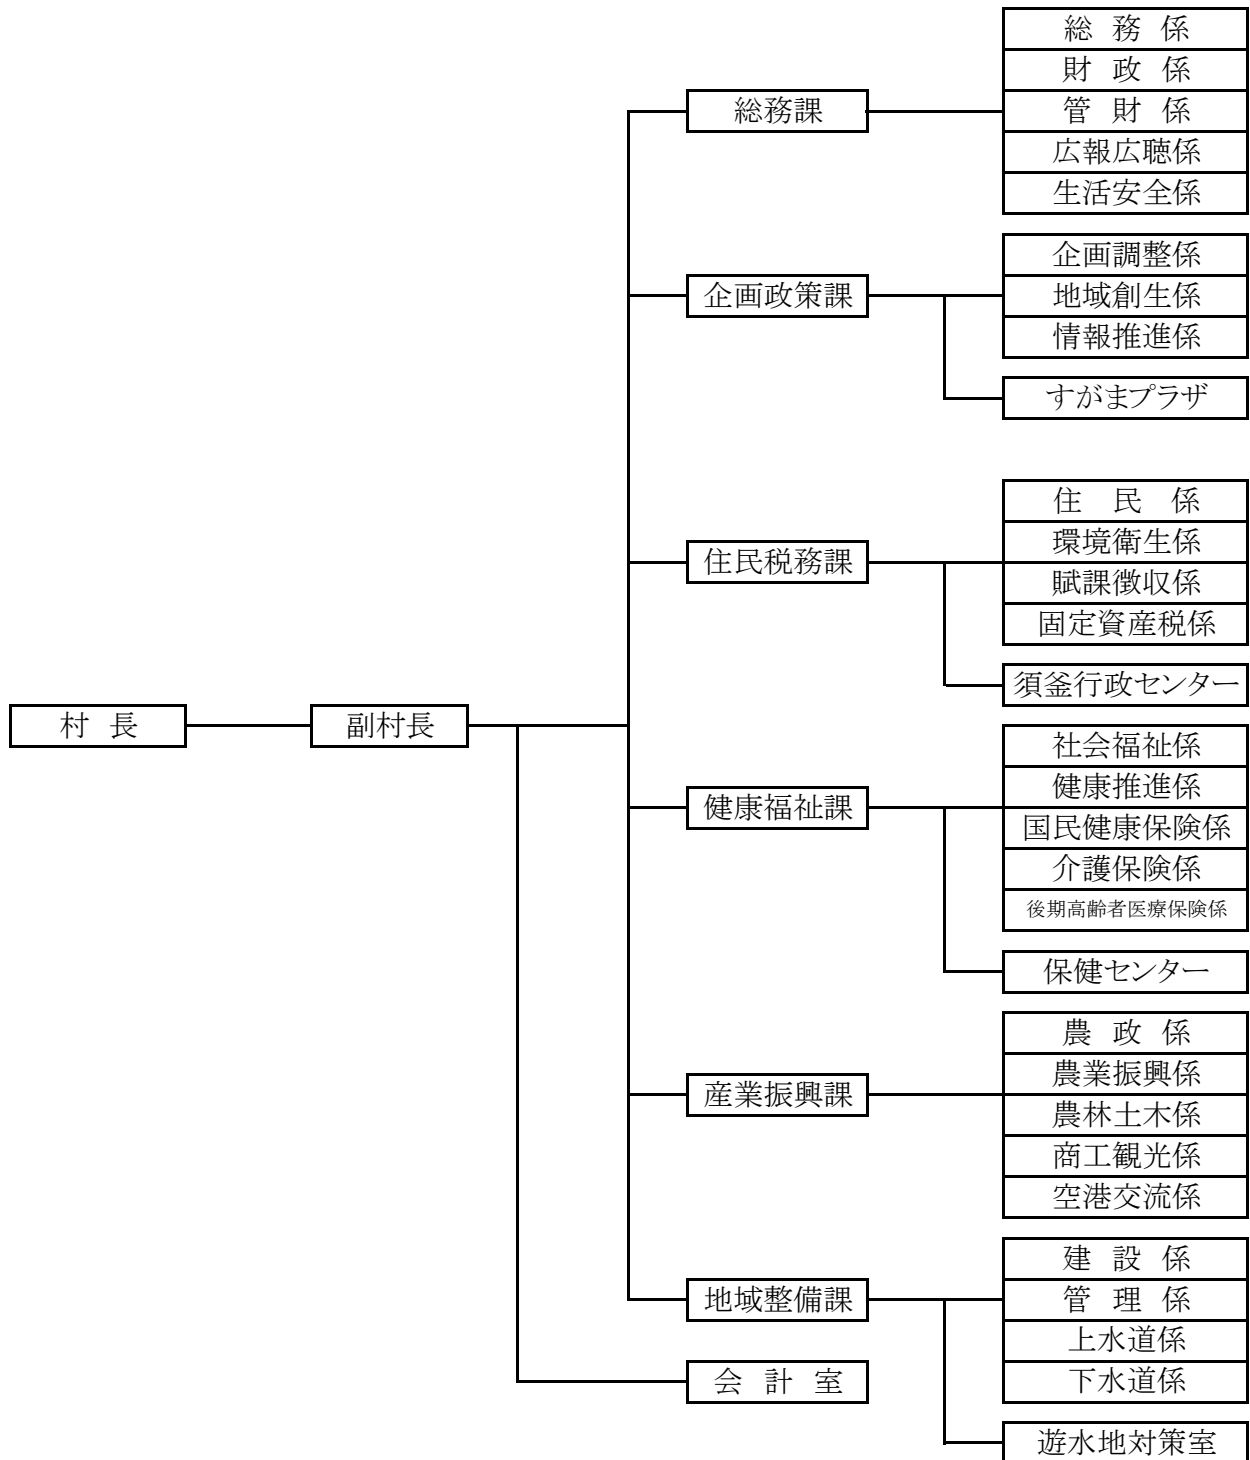 村 長
副村長
総務課
総 務 係
財 政 係
管 財 係
広報広聴係
生活安全係
企画政策課
企画調整係
地域創生係
情報推進係
すがまプラザ
住民税務課
住 民 係
環境衛生係
賦課徴収係
固定資産税係
須釜行政センター
健康福祉課
社会福祉係
健康推進係
国民健康保険係
介護保険係
後期高齢者医療保険係
保健センター
産業振興課
農 政 係
農業振興係
農林土木係
商工観光係
空港交流係
地域整備課
建 設 係
管 理 係
上水道係
下水道係
遊水地対策室
会 計 室